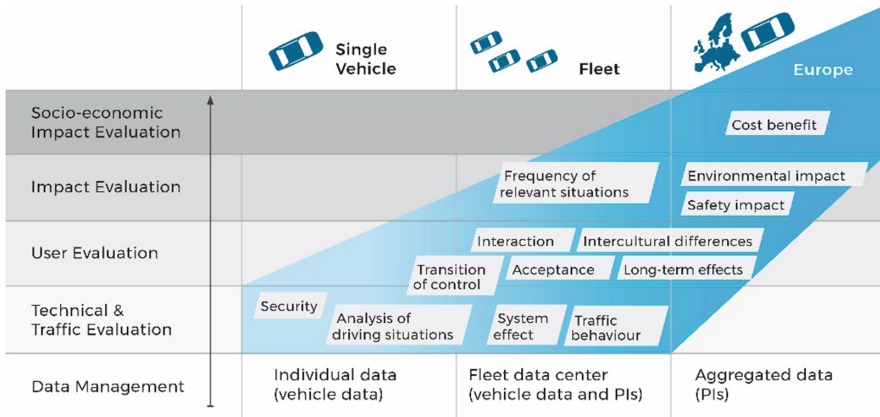 Single
Vehicle
Fleet
Europe
Socio-economic
Impact Evaluation
Cost benefit
Impact Evaluation
Frequency of
relevant situations
Environmental impact
Safety impact
User Evaluation
Interaction
Intercultural differences
Transition
of control
Acceptance
Long-term effects
Technical &
Traffic Evaluation
Security
Analysis of
driving situations
System
effect
Traffic
behaviour
Data Management
Individual data
(vehicle data)
Fleet data center
(vehicle data and PIs)
Aggregated data
(PIs)